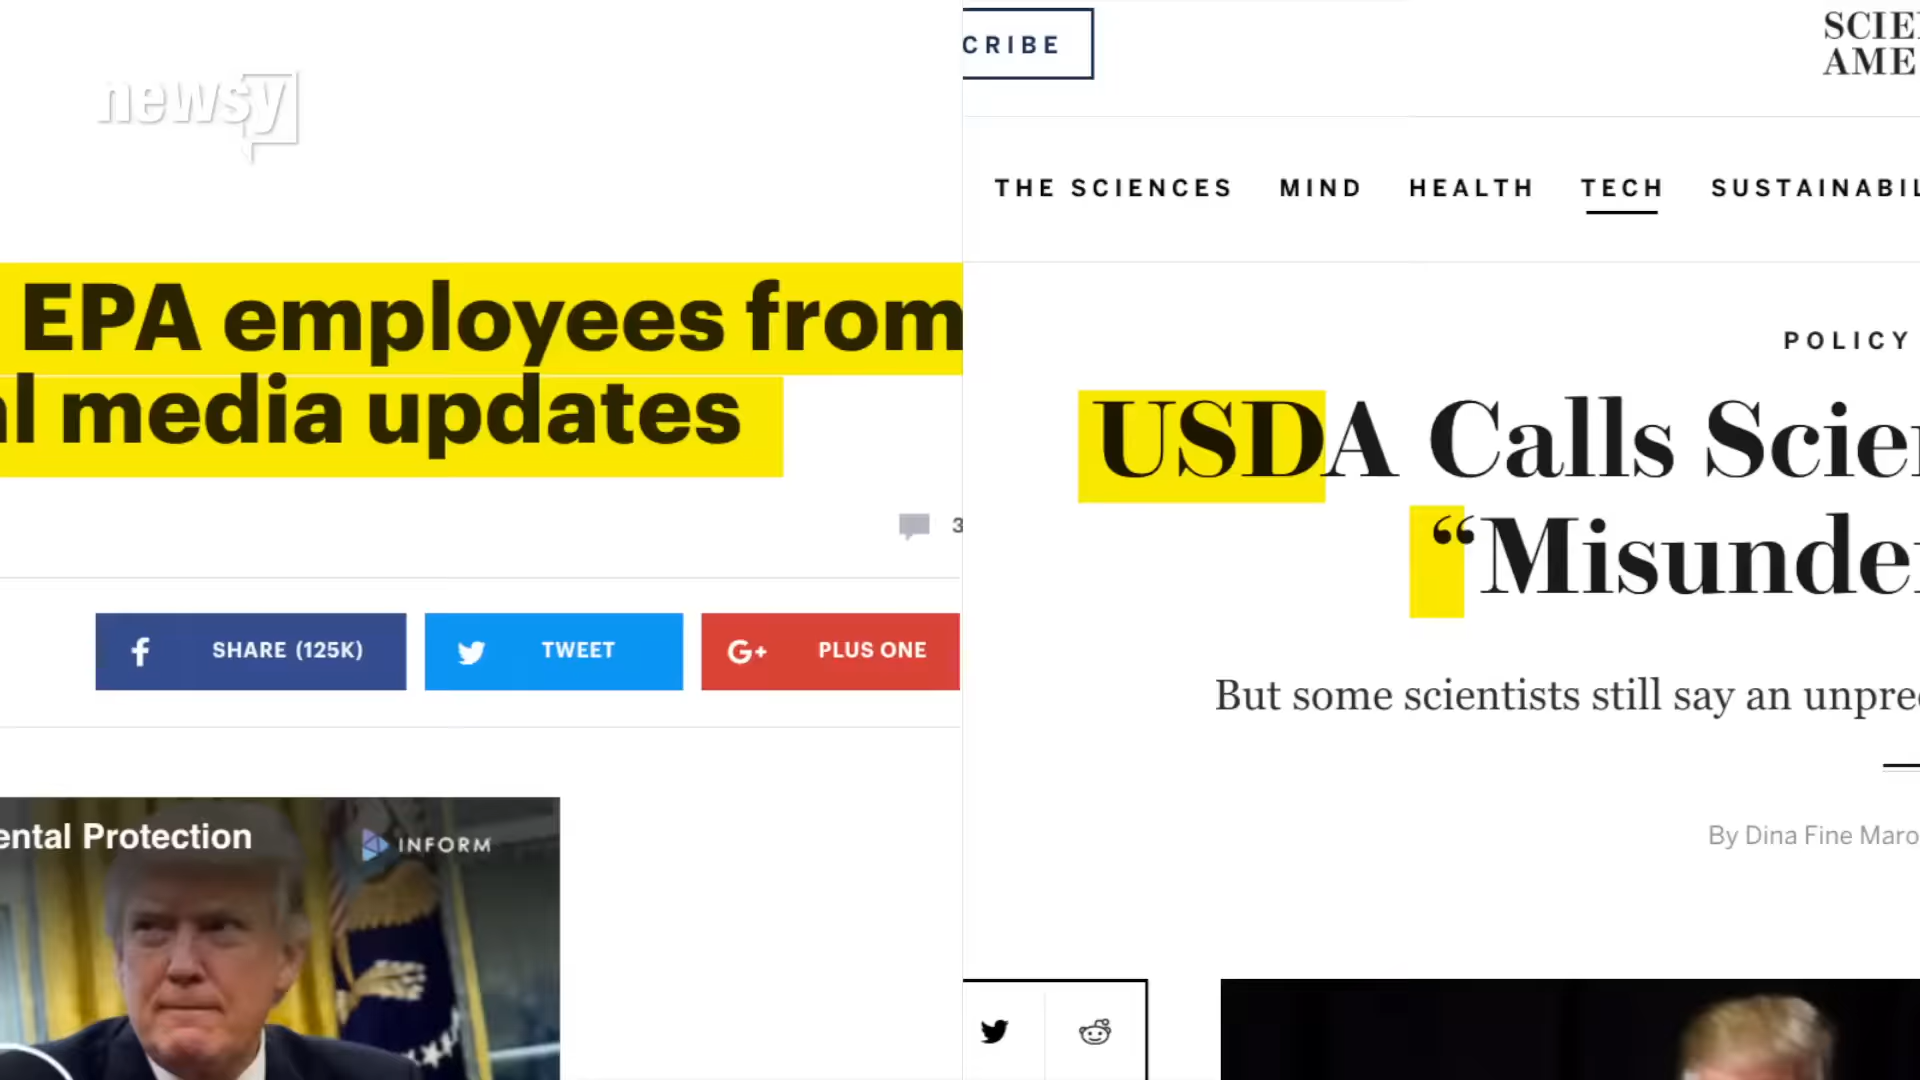 newsy
EPA employees from
al media updates
3
SHARE (125K)
TWEET
G+ PLUS ONE
ental Protection
INFORM
CRIBE
SCIE
AME
THE SCIENCES MIND HEALTH TECH SUSTAINABIL
POLICY
USDA Calls Scie
“Misunde
But some scientists still say an unpre
By Dina Fine Maro